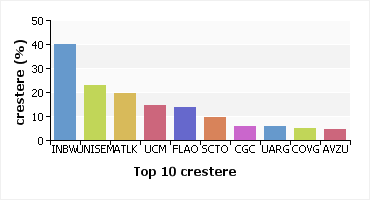 50
40
30
20
10
0
crestere (%)
INBW UNISEM ATLK UCM FLAO SCTO CGC UARG COVG AVZU
Top 10 crestere